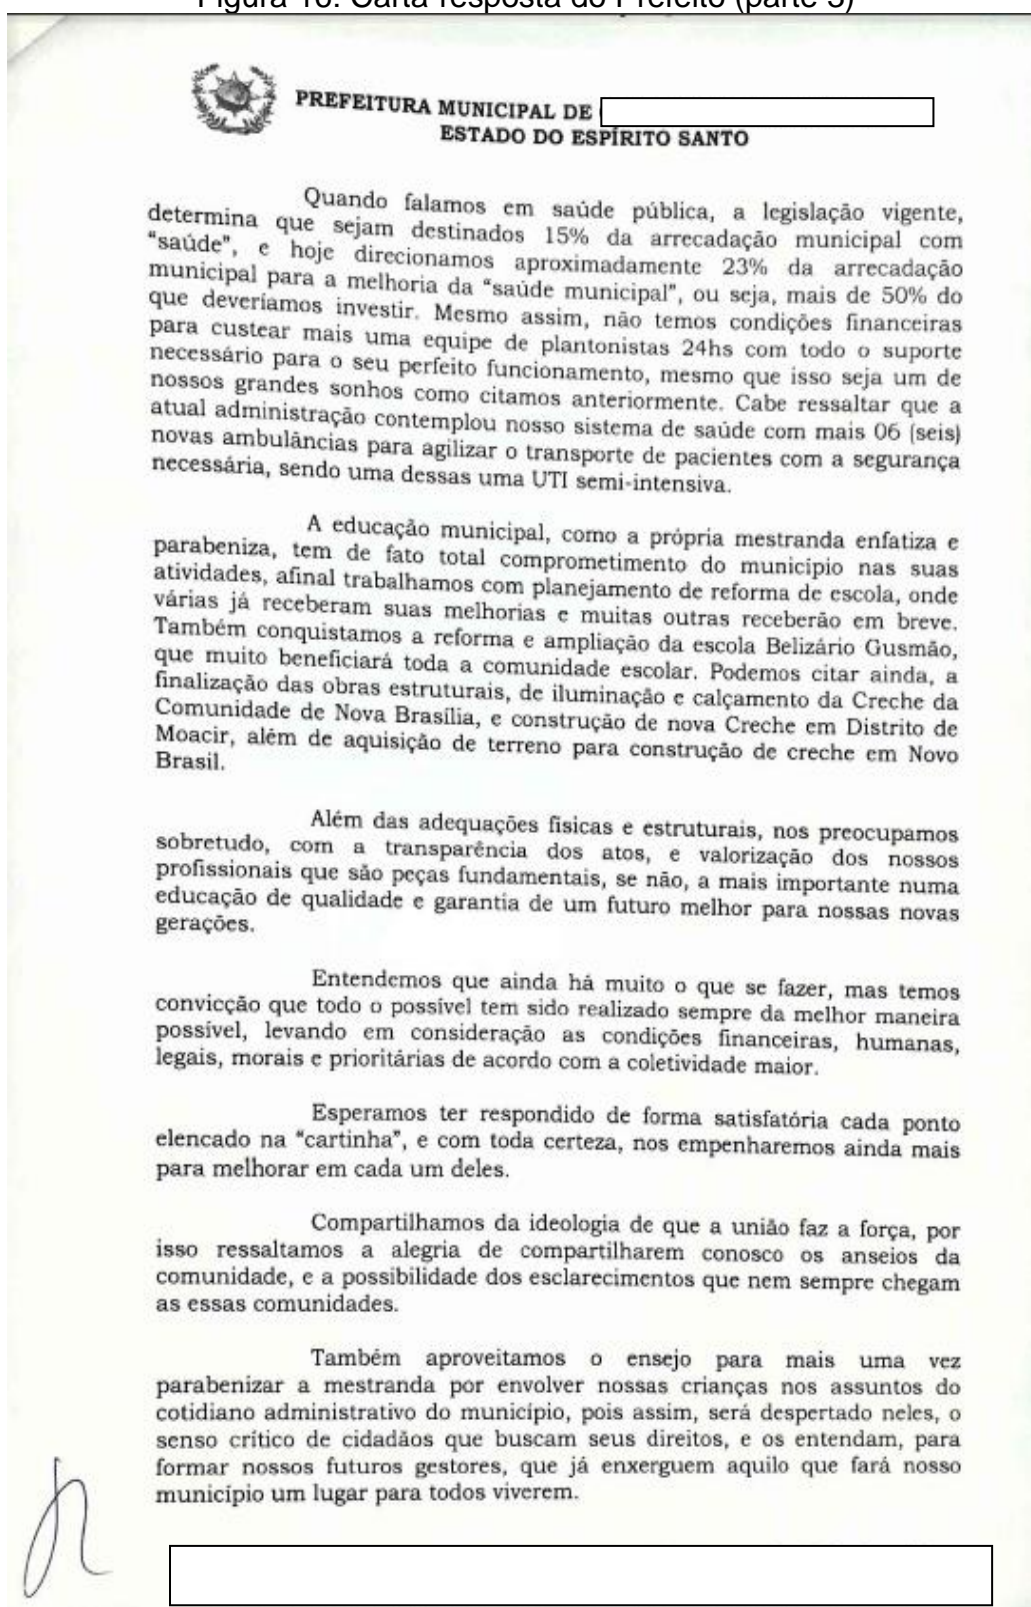 Figura 16: Carta resposta do Prefeito (parte 3)
PREFEITURA MUNICIPAL DE
ESTADO DO ESPÍRITO SANTO
Quando falamos em saúde pública, a legislação vigente,
determina que sejam destinados 15% da arrecadação municipal com
"saúde", e hoje direcionamos aproximadamente 23% da arrecadação
municipal para a melhoria da "saúde municipal", ou seja, mais de 50% do
que deveríamos investir. Mesmo assim, não temos condições financeiras
para custear mais uma equipe de plantonistas 24hs com todo o suporte
necessário para o seu perfeito funcionamento, mesmo que isso seja um de
nossos grandes sonhos como citamos anteriormente. Cabe ressaltar que a
atual administração contemplou nosso sistema de saúde com mais 06 (seis)
novas ambulâncias para agilizar o transporte de pacientes com a segurança
necessária, sendo uma dessas uma UTI semi-intensiva.
A educação municipal, como a própria mestranda enfatiza e
parabeniza, tem de fato total comprometimento do município nas suas
atividades, afinal trabalhamos com planejamento de reforma de escola, onde
várias já receberam suas melhorias e muitas outras receberão em breve.
Também conquistamos a reforma e ampliação da escola Belizário Gusmão,
que muito beneficiará toda a comunidade escolar. Podemos citar ainda, a
finalização das obras estruturais, de iluminação e calçamento da Creche da
Comunidade de Nova Brasília, e construção de nova Creche em Distrito de
Moacir, além de aquisição de terreno para construção de creche em Novo
Brasil.
Além das adequações físicas e estruturais, nos preocupamos
sobretudo, com a transparência dos atos, e valorização dos nossos
profissionais que são peças fundamentais, se não, a mais importante numa
educação de qualidade e garantia de um futuro melhor para nossas novas
gerações.
Entendemos que ainda há muito o que se fazer, mas temos
convicção que todo o possível tem sido realizado sempre da melhor maneira
possível, levando em consideração as condições financeiras, humanas,
legais, morais e prioritárias de acordo com a coletividade maior.
Esperamos ter respondido de forma satisfatória cada ponto
elencado na "cartinha", e com toda certeza, nos empenharemos ainda mais
para melhorar em cada um deles.
Compartilhamos da ideologia de que a união faz a força, por
isso ressaltamos a alegria de compartilharem conosco os anseios da
comunidade, e a possibilidade dos esclarecimentos que nem sempre chegam
as essas comunidades.
Também aproveitamos o ensejo para mais uma vez
parabenizar a mestranda por envolver nossas crianças nos assuntos do
cotidiano administrativo do município, pois assim, será despertado neles, o
senso crítico de cidadãos que buscam seus direitos, e os entendam, para
formar nossos futuros gestores, que já enxerguem aquilo que fará nosso
município um lugar para todos viverem.